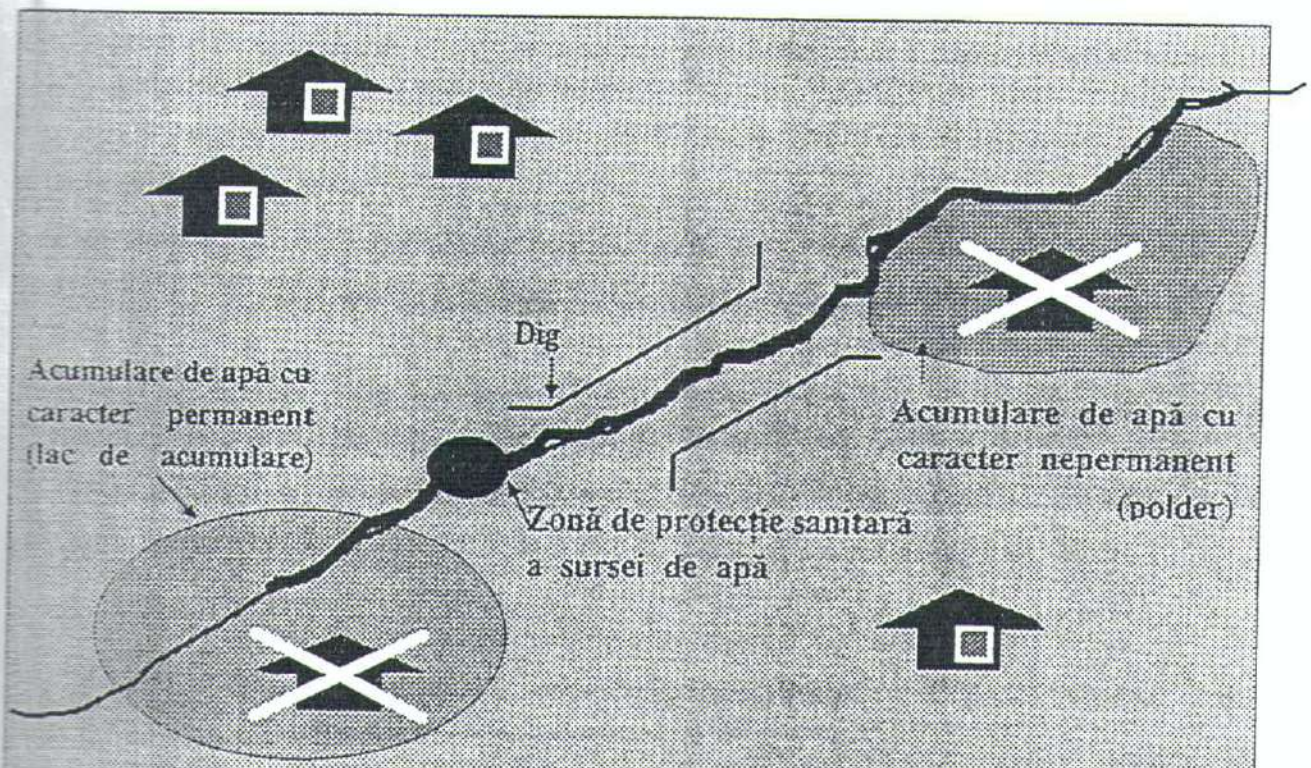 Dig
Acumulare de apă cu
caracter permanent
(lac de acumulare)
Acumulare de apă cu
caracter nepermanent
(polder)
Zonă de protecție sanitară
a sursei de apă